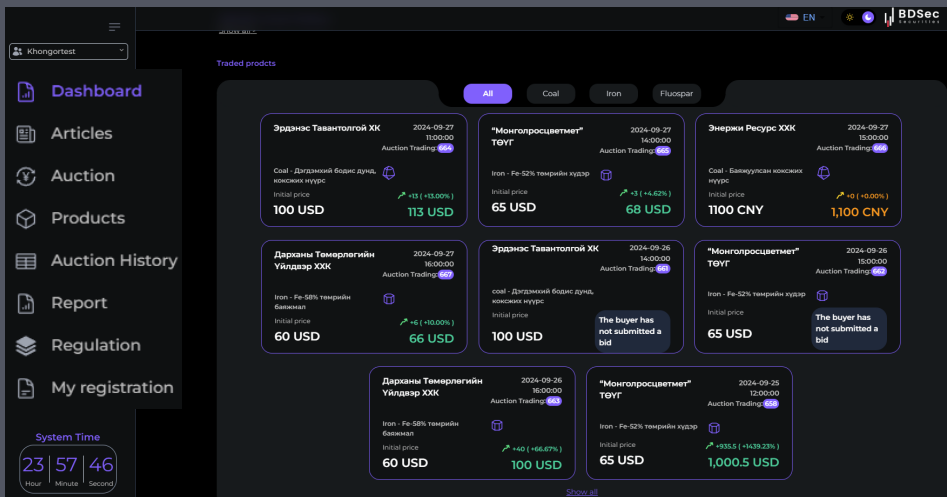 EN
BDSec
Securities
Khongortest
Dashboard
Articles
Auction
Products
Auction History
Report
Regulation
My registration
System Time
23 57 46
Hour Minute Second
Show all
Traded prodcts
All Coal Iron Fluospar
Эрдэнэс Тавантолгой ХК
2024-09-27
11:00:00
Auction Trading:664
Coal - Дэгдэмхий бодис дунд,
коксжих нүүрс
Initial price
+13 ( +13.00% )
100 USD
113 USD
"Монголросцветмет"
ТӨҮГ
2024-09-27
14:00:00
Auction Trading:665
Iron - Fe-52% төмрийн хүдэр
Initial price
+3 ( +4.62% )
65 USD
68 USD
Энержи Ресурс ХХК
2024-09-27
15:00:00
Auction Trading:666
Coal - Баяжуулсан коксжих
нүүрс
Initial price
+0 ( +0.00% )
1100 CNY
1,100 CNY
Дарханы Төмөрлөгийн
Үйлдвэр ХХК
2024-09-27
16:00:00
Auction Trading:667
Iron - Fe-58% төмрийн
баяжмал
Initial price
+6 ( +10.00% )
60 USD
66 USD
Эрдэнэс Тавантолгой ХК
2024-09-26
14:00:00
Auction Trading:661
coal - Дэгдэмхий бодис дунд,
коксжих нүүрс
Initial price
100 USD
The buyer has
not submitted a
bid
"Монголросцветмет"
ТӨҮГ
2024-09-26
15:00:00
Auction Trading:662
Iron - Fe-52% төмрийн хүдэр
Initial price
65 USD
The buyer has
not submitted a
bid
Дарханы Төмөрлөгийн
Үйлдвэр ХХК
2024-09-26
16:00:00
Auction Trading:663
Iron - Fe-58% төмрийн
баяжмал
Initial price
+40 ( +66.67% )
60 USD
100 USD
"Монголросцветмет"
ТӨҮГ
2024-09-25
12:00:00
Auction Trading:658
Iron - Fe-52% төмрийн хүдэр
Initial price
+935.5 ( +1439.23% )
65 USD
1,000.5 USD
Show all